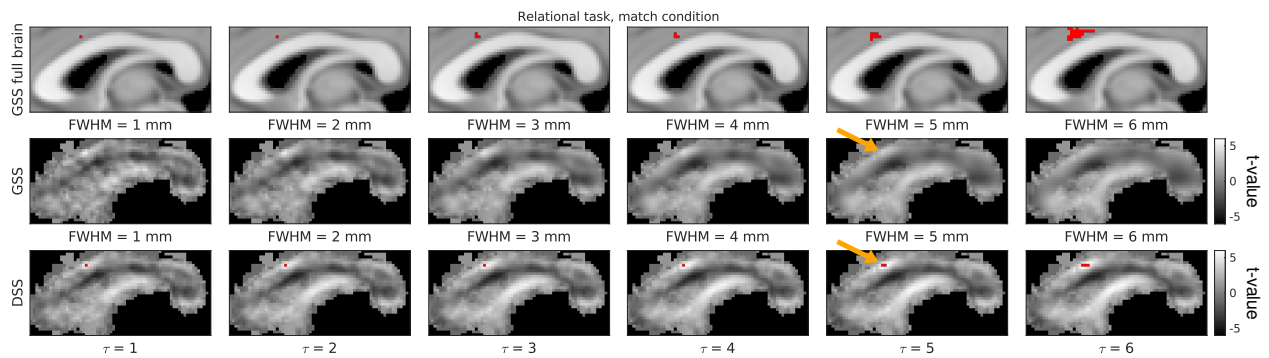 Relational task, match condition
GSS full brain
FWHM = 1 mm FWHM = 2 mm FWHM = 3 mm FWHM = 4 mm FWHM = 5 mm FWHM = 6 mm
GSS
5
0
-5
t-value
FWHM = 1 mm FWHM = 2 mm FWHM = 3 mm FWHM = 4 mm FWHM = 5 mm FWHM = 6 mm
DSS
5
0
-5
t-value
τ = 1 τ = 2 τ = 3 τ = 4 τ = 5 τ = 6